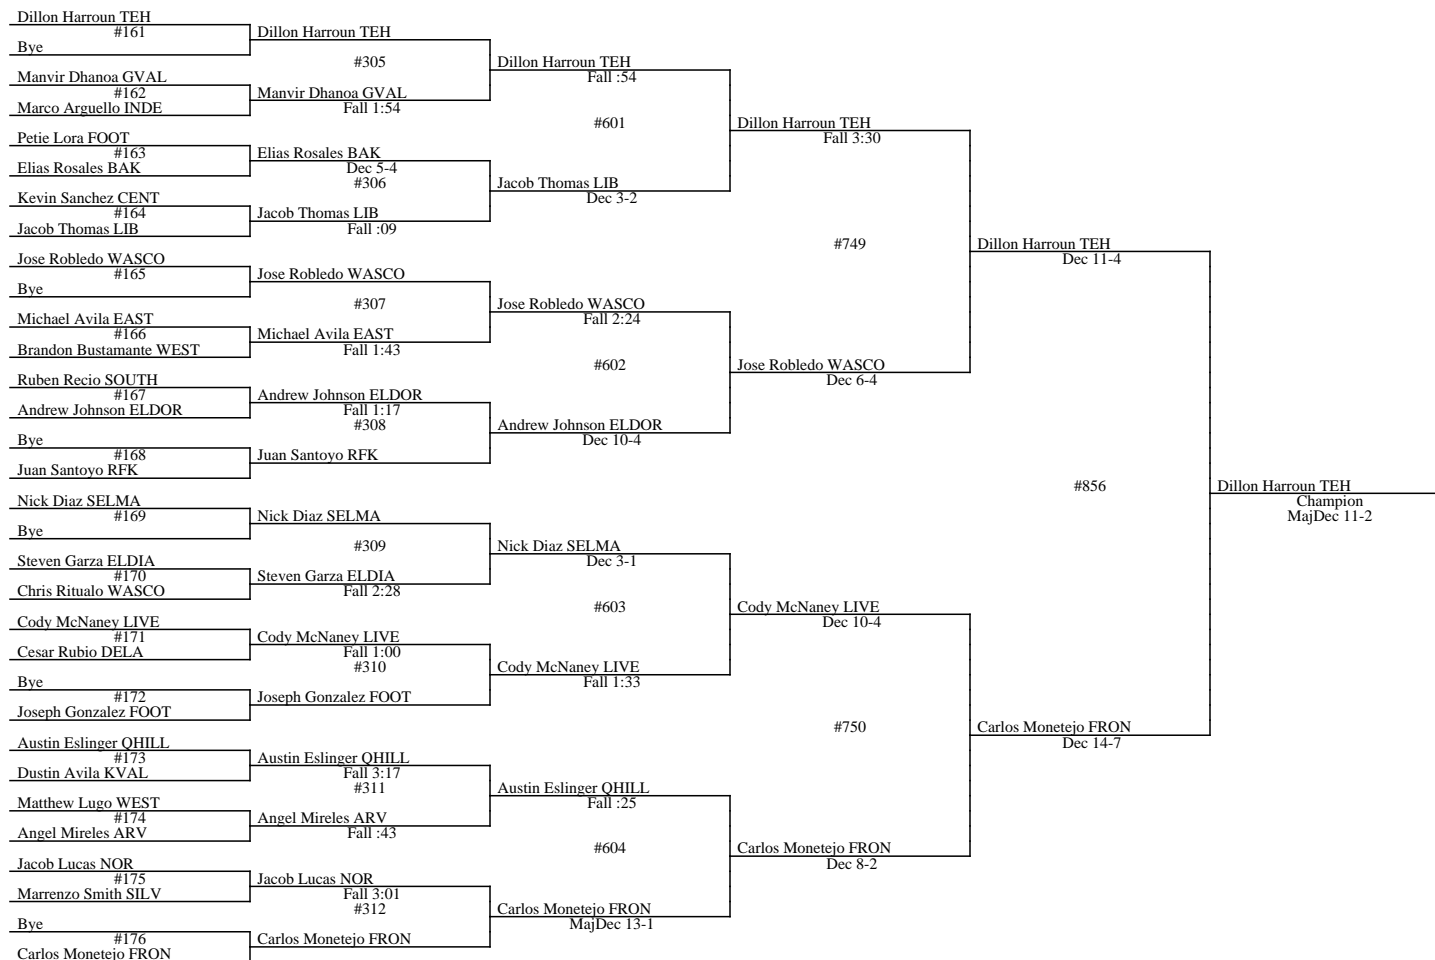 Dillon Harroun TEH
#161
Bye
Manvir Dhanoa GVAL
#162
Marco Arguello INDE
Petie Lora FOOT
#163
Elias Rosales BAK
Kevin Sanchez CENT
#164
Jacob Thomas LIB
Jose Robledo WASCO
#165
Bye
Michael Avila EAST
#166
Brandon Bustamante WEST
Ruben Recio SOUTH
#167
Andrew Johnson ELDOR
Bye
#168
Juan Santoyo RFK
Nick Diaz SELMA
#169
Bye
Steven Garza ELDIA
#170
Chris Ritualo WASCO
Cody McNaney LIVE
#171
Cesar Rubio DELA
Bye
#172
Joseph Gonzalez FOOT
Austin Eslinger QHILL
#173
Dustin Avila KVAL
Matthew Lugo WEST
#174
Angel Mireles ARV
Jacob Lucas NOR
#175
Marrenzo Smith SILV
Bye
#176
Carlos Monetejo FRON
Dillon Harroun TEH
#305
Manvir Dhanoa GVAL
Fall 1:54
Elias Rosales BAK
Dec 5-4
#306
Jacob Thomas LIB
Fall :09
Jose Robledo WASCO
#307
Michael Avila EAST
Fall 1:43
Andrew Johnson ELDOR
Fall 1:17
#308
Juan Santoyo RFK
Nick Diaz SELMA
#309
Steven Garza ELDIA
Fall 2:28
Cody McNaney LIVE
Fall 1:00
#310
Joseph Gonzalez FOOT
Austin Eslinger QHILL
Fall 3:17
#311
Angel Mireles ARV
Fall :43
Jacob Lucas NOR
Fall 3:01
#312
Carlos Monetejo FRON
Dillon Harroun TEH
Fall :54
#601
Jacob Thomas LIB
Dec 3-2
Jose Robledo WASCO
Fall 2:24
#602
Andrew Johnson ELDOR
Dec 10-4
Nick Diaz SELMA
Dec 3-1
#603
Cody McNaney LIVE
Fall 1:33
Austin Eslinger QHILL
Fall :25
#604
Carlos Monetejo FRON
MajDec 13-1
Dillon Harroun TEH
Fall 3:30
#749
Jose Robledo WASCO
Dec 6-4
Cody McNaney LIVE
Dec 10-4
#750
Carlos Monetejo FRON
Dec 8-2
Dillon Harroun TEH
Dec 11-4
#856
Carlos Monetejo FRON
Dec 14-7
Dillon Harroun TEH
Champion
MajDec 11-2